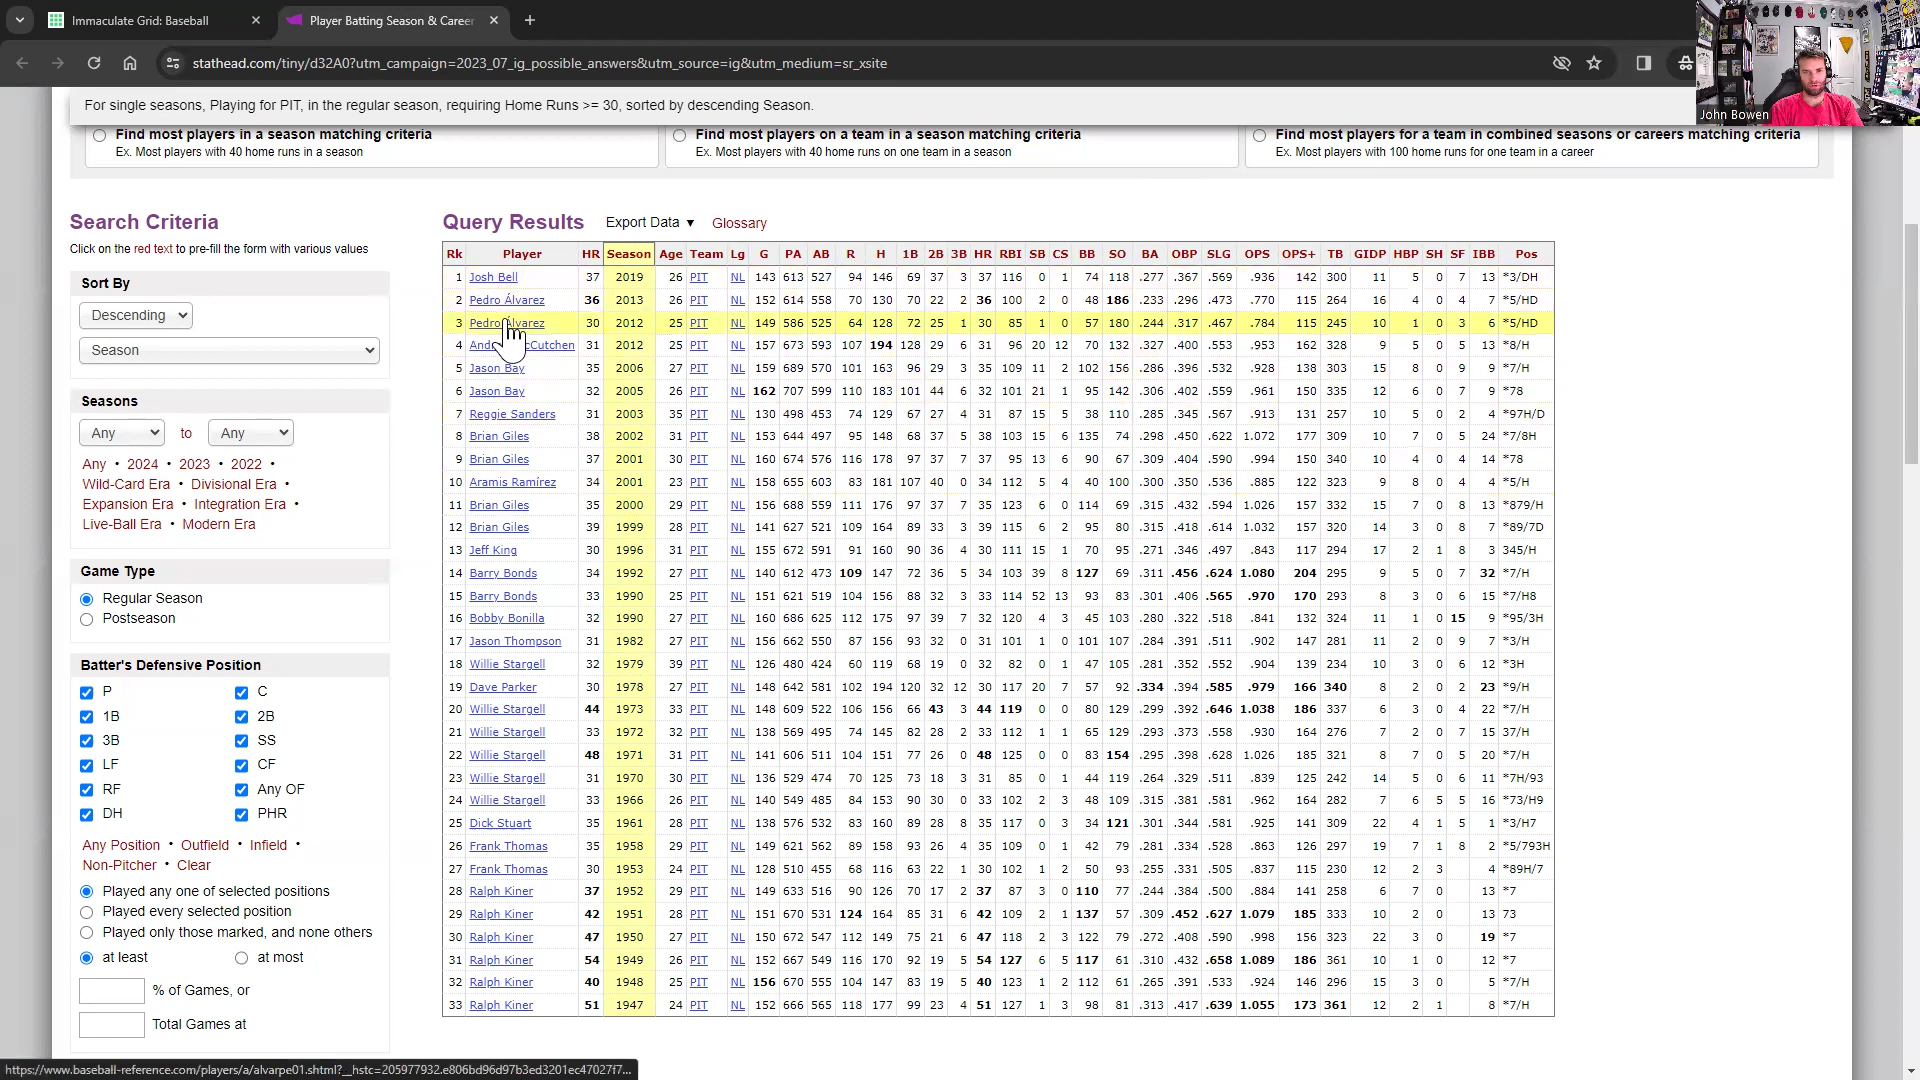 Immaculate Grid: Baseball
Player Batting Season & Career
stathead.com/tiny/d32A0?utm_campaign=2023_07_ig_possible_answers&utm_source=ig&utm_medium=sr_xsite
John Bowen
For single seasons, Playing for PIT, in the regular season, requiring Home Runs >= 30, sorted by descending Season.
Find most players in a season matching criteria
Ex. Most players with 40 home runs in a season
Find most players on a team in a season matching criteria
Ex. Most players with 40 home runs on one team in a season
Find most players for a team in combined seasons or careers matching criteria
Ex. Most players with 100 home runs for one team in a career
Search Criteria
Click on the red text to pre-fill the form with various values
Sort By
Descending
Season
Seasons
Any to Any
Any • 2024 • 2023 • 2022 •
Wild-Card Era • Divisional Era •
Expansion Era • Integration Era •
Live-Ball Era • Modern Era
Game Type
Regular Season
Postseason
Batter's Defensive Position
P C
1B 2B
3B SS
LF CF
RF Any OF
DH PHR
Any Position • Outfield • Infield •
Non-Pitcher • Clear
Played any one of selected positions
Played every selected position
Played only those marked, and none others
at least at most
% of Games, or
Total Games at
Query Results Export Data ▼ Glossary
Rk Player HR Season Age Team Lg G PA AB R H 1B 2B 3B HR RBI SB CS BB SO BA OBP SLG OPS OPS+ TB GIDP HBP SH SF IBB Pos
1 Josh Bell 37 2019 26 PIT NL 143 613 527 94 146 69 37 3 37 116 0 1 74 118 .277 .367 .569 .936 142 300 11 5 0 7 13 *3/DH
2 Pedro Álvarez 36 2013 26 PIT NL 152 614 558 70 130 70 22 2 36 100 2 0 48 186 .233 .296 .473 .770 115 264 16 4 0 4 7 *5/HD
3 Pedro Álvarez 30 2012 25 PIT NL 149 586 525 64 128 72 25 1 30 85 1 0 57 180 .244 .317 .467 .784 115 245 10 1 0 3 6 *5/HD
4 McCutchen 31 2012 25 PIT NL 157 673 593 107 194 128 29 6 31 96 20 12 70 132 .327 .400 .553 .953 162 328 9 5 0 5 13 *8/H
5 Jason Bay 35 2006 27 PIT NL 159 689 570 101 163 96 29 3 35 109 11 2 102 156 .286 .396 .532 .928 138 303 15 8 0 9 9 *7/H
6 Jason Bay 32 2005 26 PIT NL 162 707 599 110 183 101 44 6 32 101 21 1 95 142 .306 .402 .559 .961 150 335 12 6 0 7 9 *78
7 Reggie Sanders 31 2003 35 PIT NL 130 498 453 74 129 67 27 4 31 87 15 5 38 110 .285 .345 .567 .913 131 257 10 5 0 2 4 *97H/D
8 Brian Giles 38 2002 31 PIT NL 153 644 497 95 148 68 37 5 38 103 15 6 135 74 .298 .450 .622 1.072 177 309 10 7 0 5 24 *7/8H
9 Brian Giles 37 2001 30 PIT NL 160 674 576 116 178 97 37 7 37 95 13 6 90 67 .309 .404 .590 .994 150 340 10 4 0 4 14 *78
10 Aramis Ramírez 34 2001 23 PIT NL 158 655 603 83 181 107 40 0 34 112 5 4 40 100 .300 .350 .536 .885 122 323 9 8 0 4 4 *5/H
11 Brian Giles 35 2000 29 PIT NL 156 688 559 111 176 97 37 7 35 123 6 0 114 69 .315 .432 .594 1.026 157 332 15 7 0 8 13 *879/H
12 Brian Giles 39 1999 28 PIT NL 141 627 521 109 164 89 33 3 39 115 6 2 95 80 .315 .418 .614 1.032 157 320 14 3 0 8 7 *89/7D
13 Jeff King 30 1996 31 PIT NL 155 672 591 91 160 90 36 4 30 111 15 1 70 95 .271 .346 .497 .843 117 294 17 2 1 8 3 345/H
14 Barry Bonds 34 1992 27 PIT NL 140 612 473 109 147 72 36 5 34 103 39 8 127 69 .311 .456 .624 1.080 204 295 9 5 0 7 32 *7/H
15 Barry Bonds 33 1990 25 PIT NL 151 621 519 104 156 88 32 3 33 114 52 13 93 83 .301 .406 .565 .970 170 293 8 3 0 6 15 *7/H8
16 Bobby Bonilla 32 1990 27 PIT NL 160 686 625 112 175 97 39 7 32 120 4 3 45 103 .280 .322 .518 .841 132 324 11 1 0 15 9 *95/3H
17 Jason Thompson 31 1982 27 PIT NL 156 662 550 87 156 93 32 0 31 101 1 0 101 107 .284 .391 .511 .902 147 281 11 2 0 9 7 *3/H
18 Willie Stargell 32 1979 39 PIT NL 126 480 424 60 119 68 19 0 32 82 0 1 47 105 .281 .352 .552 .904 139 234 10 3 0 6 12 *3H
19 Dave Parker 30 1978 27 PIT NL 148 642 581 102 194 120 32 12 30 117 20 7 57 92 .334 .394 .585 .979 166 340 8 2 0 2 23 *9/H
20 Willie Stargell 44 1973 33 PIT NL 148 609 522 106 156 66 43 3 44 119 0 0 80 129 .299 .392 .646 1.038 186 337 6 3 0 4 22 *7/H
21 Willie Stargell 33 1972 32 PIT NL 138 569 495 74 145 82 28 2 33 112 1 1 65 129 .293 .373 .558 .930 164 276 7 2 0 7 15 37/H
22 Willie Stargell 48 1971 31 PIT NL 141 606 511 104 151 77 26 0 48 125 0 0 83 154 .295 .398 .628 1.026 185 321 8 7 0 5 20 *7/H
23 Willie Stargell 31 1970 30 PIT NL 136 529 474 70 125 73 18 3 31 85 0 1 44 119 .264 .329 .511 .839 125 242 14 5 0 6 11 *7H/93
24 Willie Stargell 33 1966 26 PIT NL 140 549 485 84 153 90 30 0 33 102 2 3 48 109 .315 .381 .581 .962 164 282 7 6 5 5 16 *73/H9
25 Dick Stuart 35 1961 28 PIT NL 138 576 532 83 160 89 28 8 35 117 0 3 34 121 .301 .344 .581 .925 141 309 22 4 1 5 1 *3/H7
26 Frank Thomas 35 1958 29 PIT NL 149 621 562 89 158 93 26 4 35 109 0 1 42 79 .281 .334 .528 .863 126 297 19 7 1 8 2 *5/793H
27 Frank Thomas 30 1953 24 PIT NL 128 510 455 68 116 63 22 1 30 102 1 2 50 93 .255 .331 .505 .837 115 230 12 2 3 4 *89H/7
28 Ralph Kiner 37 1952 29 PIT NL 149 633 516 90 126 70 17 2 37 87 3 0 110 77 .244 .384 .500 .884 141 258 6 7 0 13 *7
29 Ralph Kiner 42 1951 28 PIT NL 151 670 531 124 164 85 31 6 42 109 2 1 137 57 .309 .452 .627 1.079 185 333 10 2 0 13 73
30 Ralph Kiner 47 1950 27 PIT NL 150 672 547 112 149 75 21 6 47 118 2 3 122 79 .272 .408 .590 .998 156 323 22 3 0 19 *7
31 Ralph Kiner 54 1949 26 PIT NL 152 667 549 116 170 92 19 5 54 127 6 5 117 61 .310 .432 .658 1.089 186 361 10 1 0 12 *7
32 Ralph Kiner 40 1948 25 PIT NL 156 670 555 104 147 83 19 5 40 123 1 2 112 61 .265 .391 .533 .924 146 296 15 3 0 5 *7/H
33 Ralph Kiner 51 1947 24 PIT NL 152 666 565 118 177 99 23 4 51 127 1 3 98 81 .313 .417 .639 1.055 173 361 12 2 1 8 *7/H
https://www.baseball-reference.com/players/a/alvarpe01.shtml?__hstc=205977932.e806bd96d97b3ed3201ec47027f7...